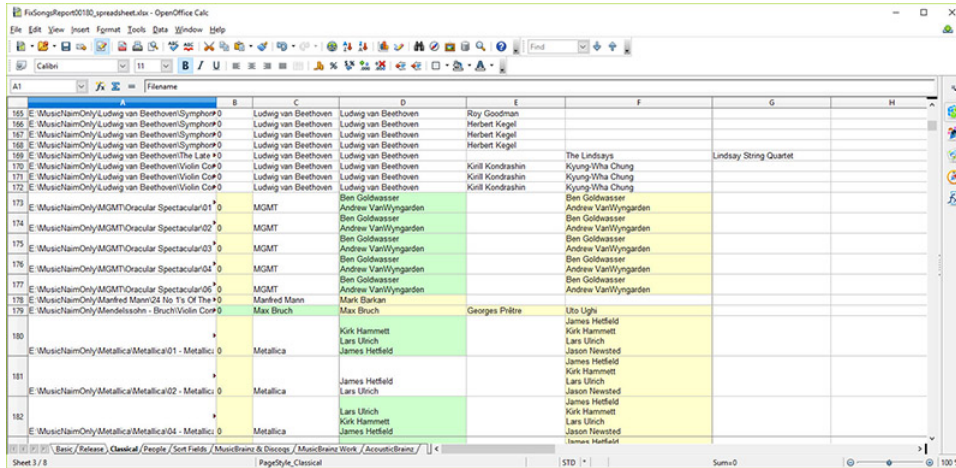 FixSongsReport00180_spreadsheet.xlsx - OpenOffice Calc
File Edit View Insert Format Tools Data Window Help
Find
Calibri 11 B I U
A1 Filename
A B C D E F G H
165 E:\MusicNaimOnly\Ludwig van Beethoven\Symphon 0 Ludwig van Beethoven Ludwig van Beethoven Roy Goodman
166 E:\MusicNaimOnly\Ludwig van Beethoven\Symphon 0 Ludwig van Beethoven Ludwig van Beethoven Herbert Kegel
167 E:\MusicNaimOnly\Ludwig van Beethoven\Symphon 0 Ludwig van Beethoven Ludwig van Beethoven Herbert Kegel
168 E:\MusicNaimOnly\Ludwig van Beethoven\Symphon 0 Ludwig van Beethoven Ludwig van Beethoven Herbert Kegel
169 E:\MusicNaimOnly\Ludwig van Beethoven\The Late 0 Ludwig van Beethoven Ludwig van Beethoven The Lindsays Lindsay String Quartet
170 E:\MusicNaimOnly\Ludwig van Beethoven\Violin Con 0 Ludwig van Beethoven Ludwig van Beethoven Kirill Kondrashin Kyung-Wha Chung
171 E:\MusicNaimOnly\Ludwig van Beethoven\Violin Con 0 Ludwig van Beethoven Ludwig van Beethoven Kirill Kondrashin Kyung-Wha Chung
172 E:\MusicNaimOnly\Ludwig van Beethoven\Violin Con 0 Ludwig van Beethoven Ludwig van Beethoven Kirill Kondrashin Kyung-Wha Chung
Ben Goldwasser Ben Goldwasser
173 E:\MusicNaimOnly\MGMT\Oracular Spectacular\01 0 MGMT Andrew VanWyngarden Andrew VanWyngarden
Ben Goldwasser Ben Goldwasser
174 E:\MusicNaimOnly\MGMT\Oracular Spectacular\02 0 MGMT Andrew VanWyngarden Andrew VanWyngarden
Ben Goldwasser Ben Goldwasser
175 E:\MusicNaimOnly\MGMT\Oracular Spectacular\03 0 MGMT Andrew VanWyngarden Andrew VanWyngarden
Ben Goldwasser Ben Goldwasser
176 E:\MusicNaimOnly\MGMT\Oracular Spectacular\04 0 MGMT Andrew VanWyngarden Andrew VanWyngarden
Ben Goldwasser Ben Goldwasser
177 E:\MusicNaimOnly\MGMT\Oracular Spectacular\06 0 MGMT Andrew VanWyngarden Andrew VanWyngarden
178 E:\MusicNaimOnly\Manfred Mann\24 No 1's Of The 0 Manfred Mann Mark Barkan
179 E:\MusicNaimOnly\Mendelssohn - Bruch\Violin Con 0 Max Bruch Max Bruch Georges Prêtre Uto Ughi
James Hetfield
Kirk Hammett Kirk Hammett
180 Lars Ulrich Lars Ulrich
E:\MusicNaimOnly\Metallica\Metallica\01 - Metallic 0 Metallica James Hetfield Jason Newsted
James Hetfield
Kirk Hammett
181 James Hetfield Lars Ulrich
E:\MusicNaimOnly\Metallica\Metallica\02 - Metallic 0 Metallica Lars Ulrich Jason Newsted
James Hetfield
Lars Ulrich Kirk Hammett
182 Kirk Hammett Lars Ulrich
E:\MusicNaimOnly\Metallica\Metallica\04 - Metallic 0 Metallica James Hetfield Jason Newsted
James Hetfield
Basic Release Classical People Sort Fields MusicBrainz & Discogs MusicBrainz Work AcousticBrainz
Sheet 3 / 8 PageStyle_Classical STD * Sum=0 100